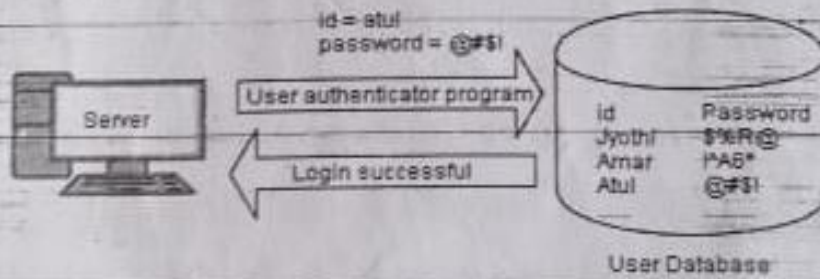 id = atul
password = @#$!
User authenticator program
Server
Login successful
id Password
Jyothi $%R@
Amar !^A6*
Atul @#$!
User Database